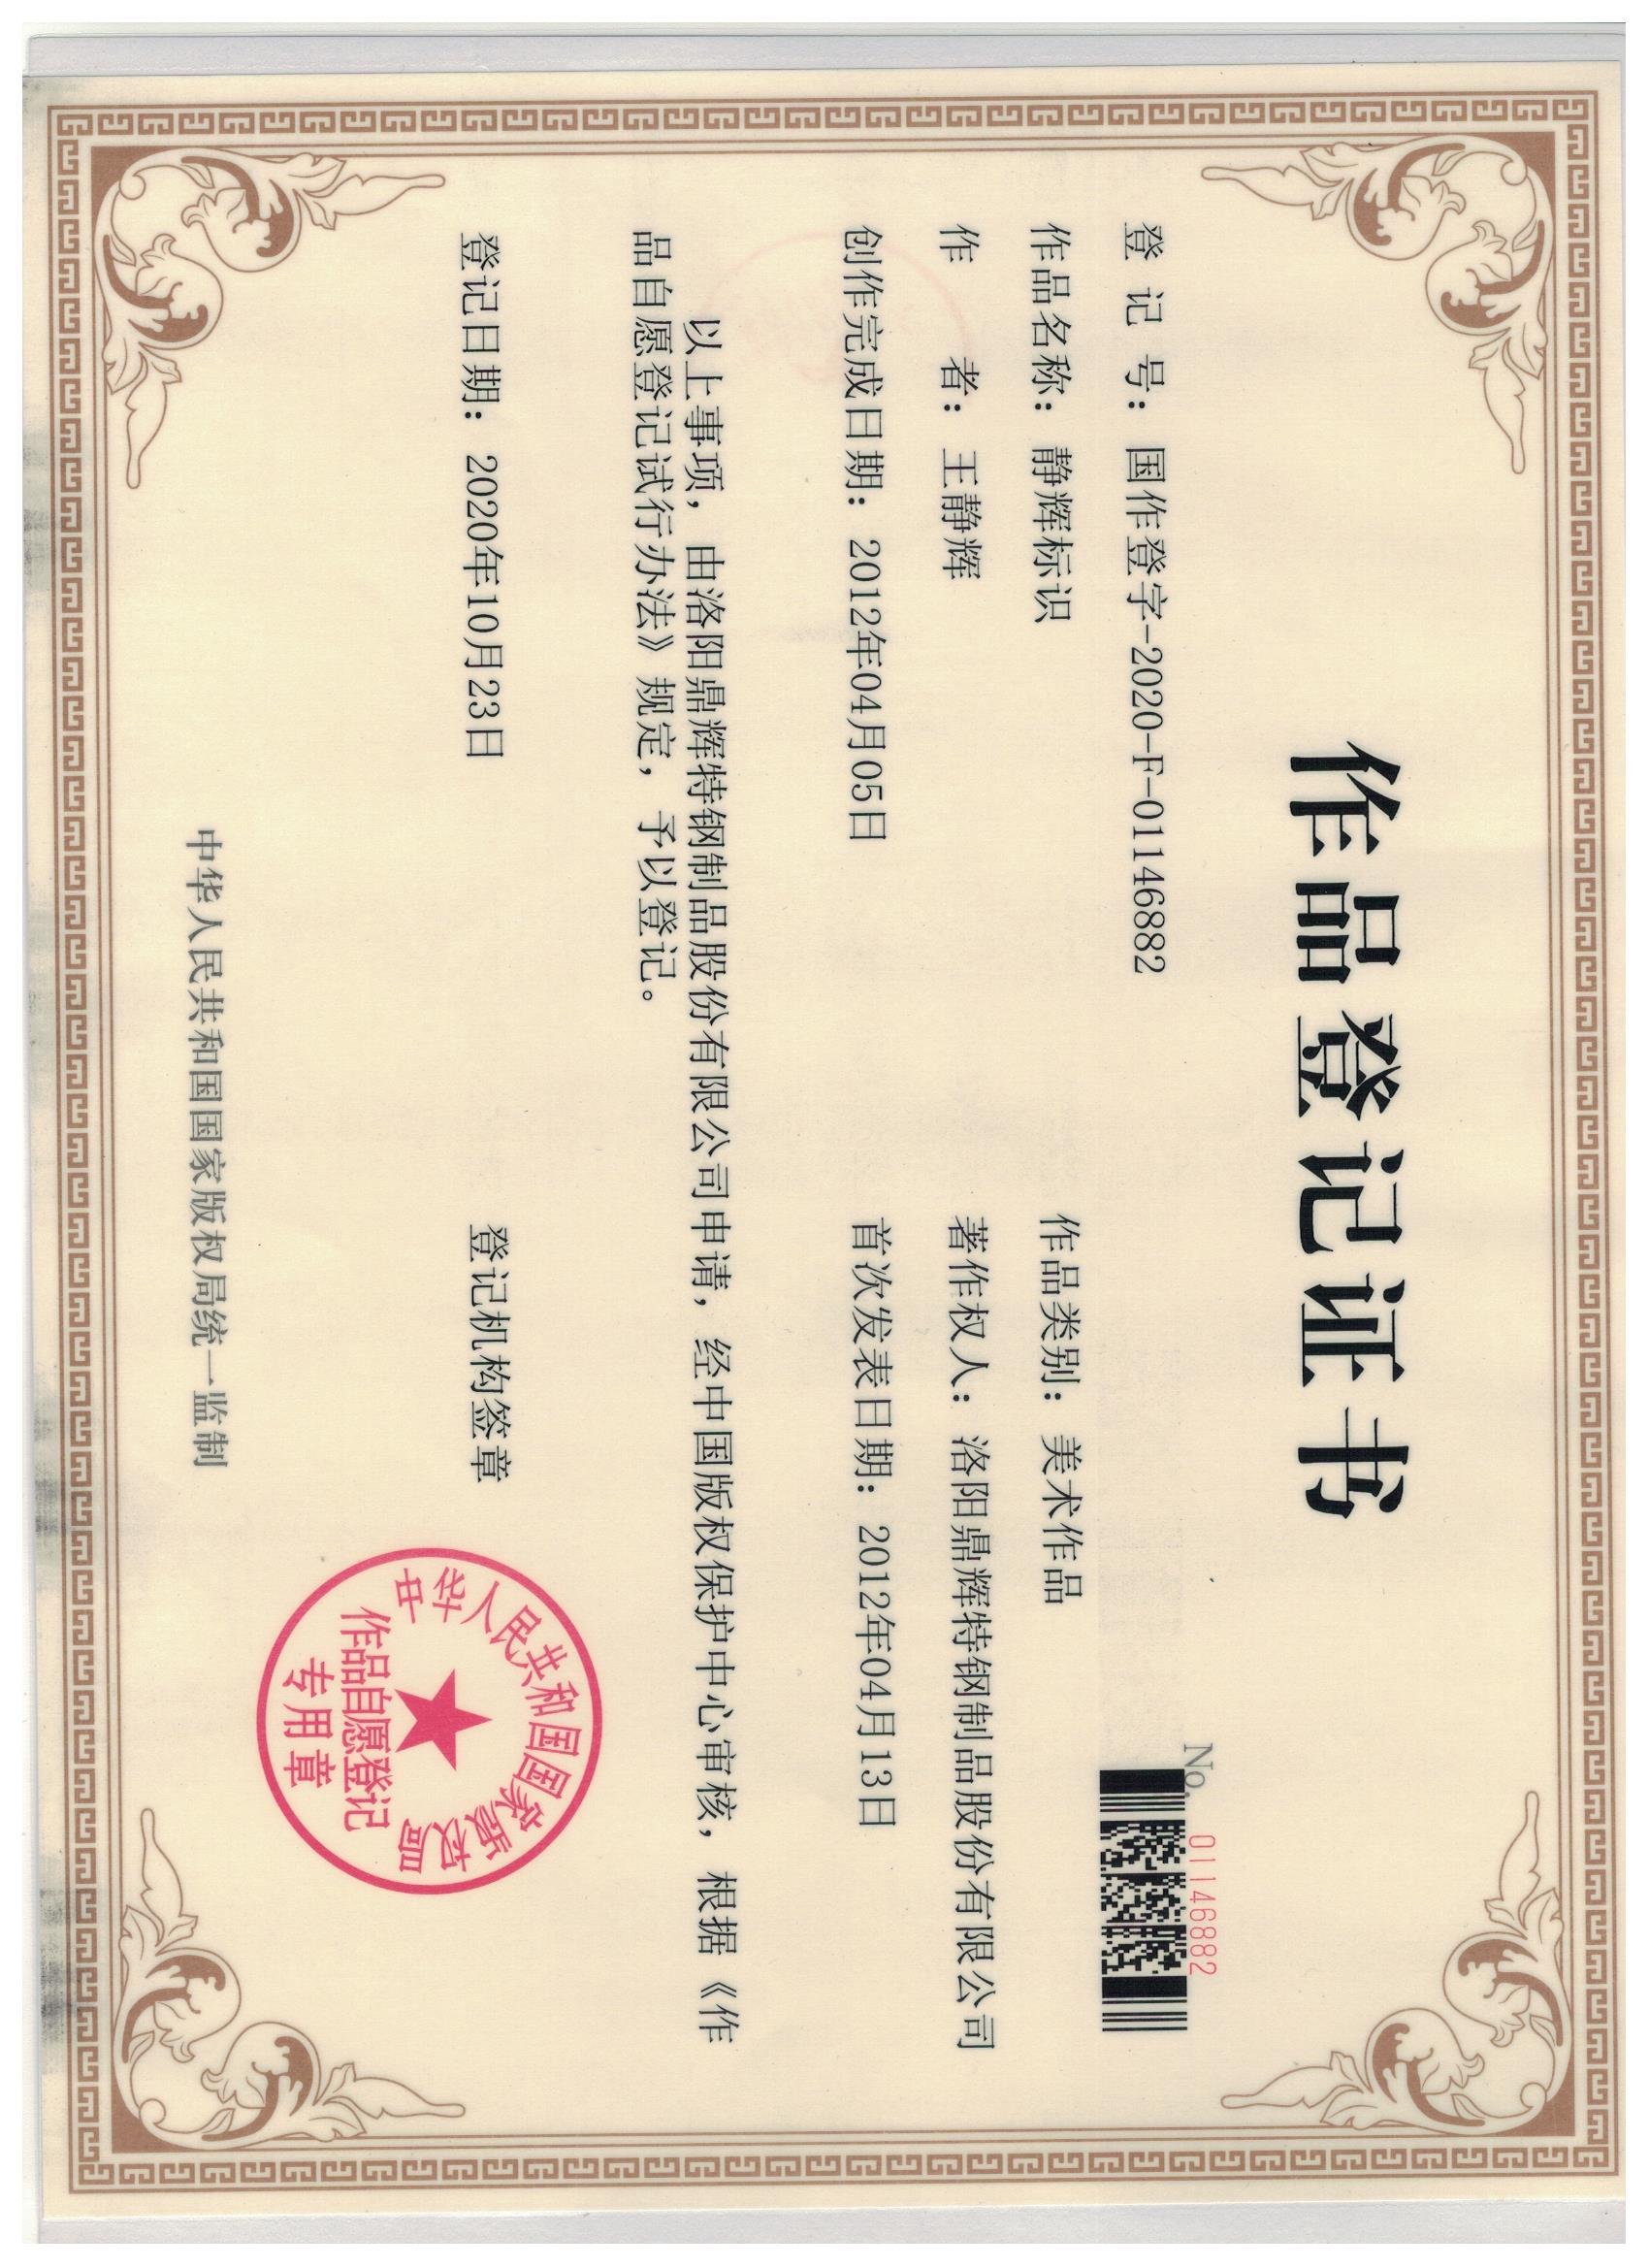 作品登记证书
No. 01146882
登记号：国作登字-2020-F-01146882
作品名称：静辉标识
作品类别：美术作品
作者：王静辉
著作权人：洛阳鼎辉特钢制品股份有限公司
创作完成日期：2012年04月05日
首次发表日期：2012年04月13日
以上事项，由洛阳鼎辉特钢制品股份有限公司申请，经中国版权保护中心审核，根据《作
品自愿登记试行办法》规定，予以登记。
登记日期：2020年10月23日
登记机构签章
中华人民共和国国家版权局
作品自愿登记
专用章
中华人民共和国国家版权局统一监制